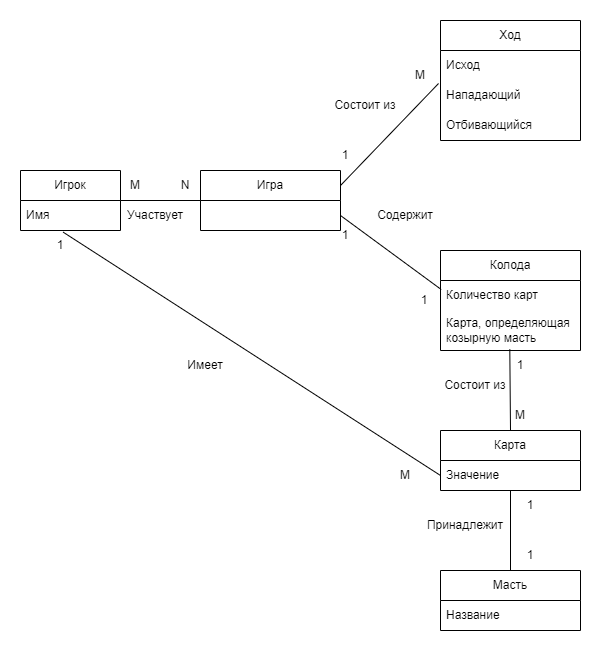 Ход
Исход
Нападающий
Отбивающийся
M
Состоит из
1
Игрок
Имя
M
N
Участвует
Игра
1
Содержит
1
Колода
Количество карт
Карта, определяющая
козырную масть
1
Имеет
M
1
Состоит из
M
Карта
Значение
1
Принадлежит
1
Масть
Название